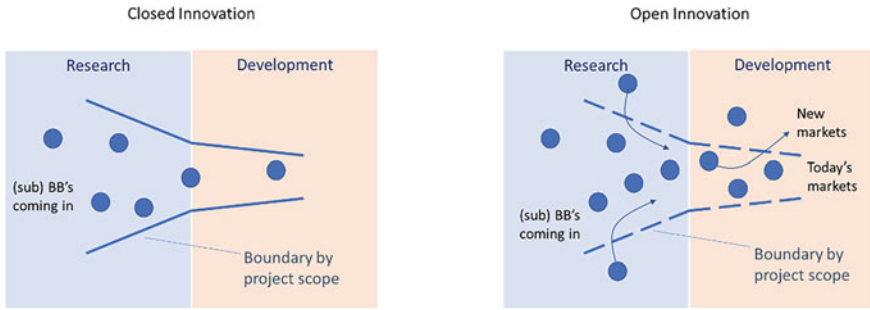 Closed Innovation
Research
Development
(sub) BB's
coming in
Boundary by
project scope
Open Innovation
Research
Development
New
markets
Today's
markets
(sub) BB's
coming in
Boundary by
project scope